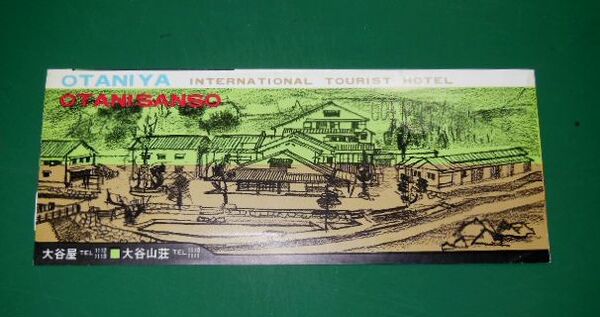 OTANIYA INTERNATIONAL TOURIST HOTEL
OTANISANSO
大谷屋 TEL ■ 大谷山荘 TEL